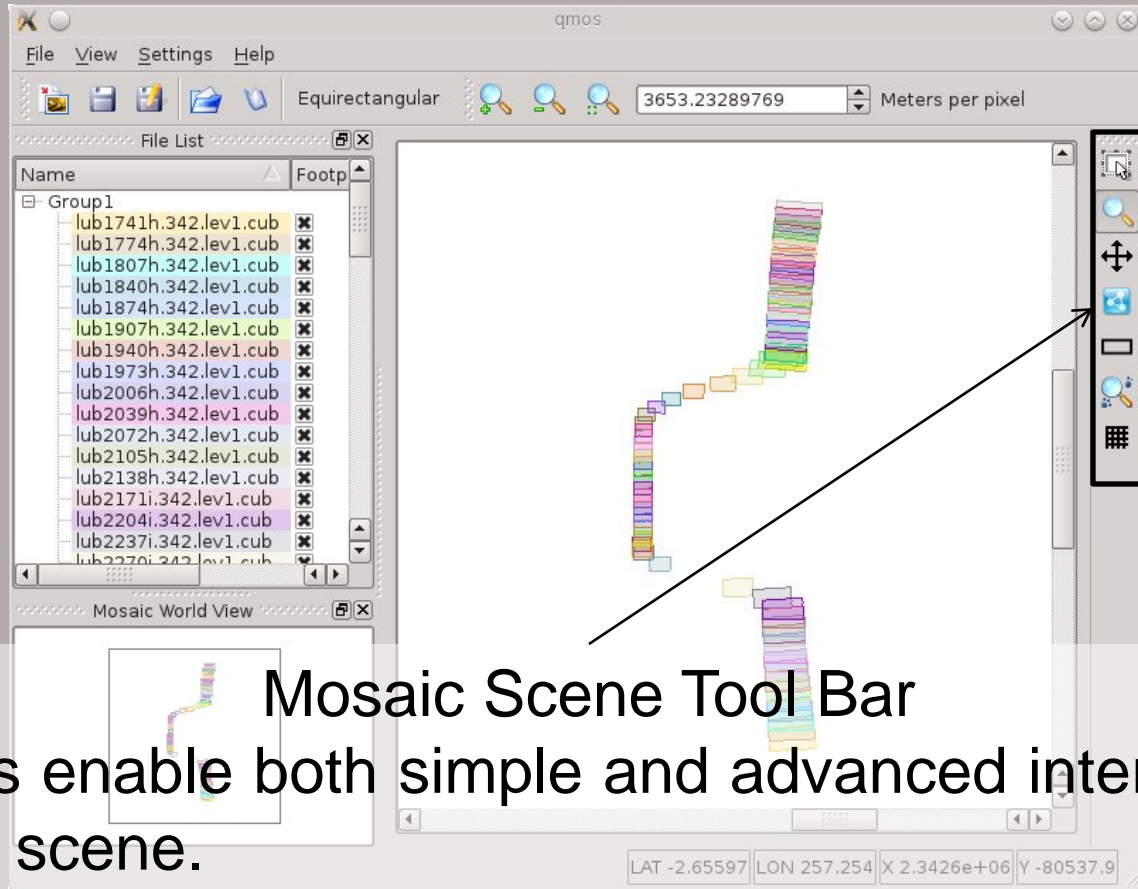 qmos
File View Settings Help
Equirectangular 3653.23289769 Meters per pixel
File List
Name Footp
Group1
lub1741h.342.lev1.cub
lub1774h.342.lev1.cub
lub1807h.342.lev1.cub
lub1840h.342.lev1.cub
lub1874h.342.lev1.cub
lub1907h.342.lev1.cub
lub1940h.342.lev1.cub
lub1973h.342.lev1.cub
lub2006h.342.lev1.cub
lub2039h.342.lev1.cub
lub2072h.342.lev1.cub
lub2105h.342.lev1.cub
lub2138h.342.lev1.cub
lub2171i.342.lev1.cub
lub2204i.342.lev1.cub
lub2237i.342.lev1.cub
lub2270i.342.lev1.cub
Mosaic World View
Mosaic Scene Tool Bar
s enable both simple and advanced inter
scene.
LAT -2.65597 LON 257.254 X 2.3426e+06 Y -80537.9